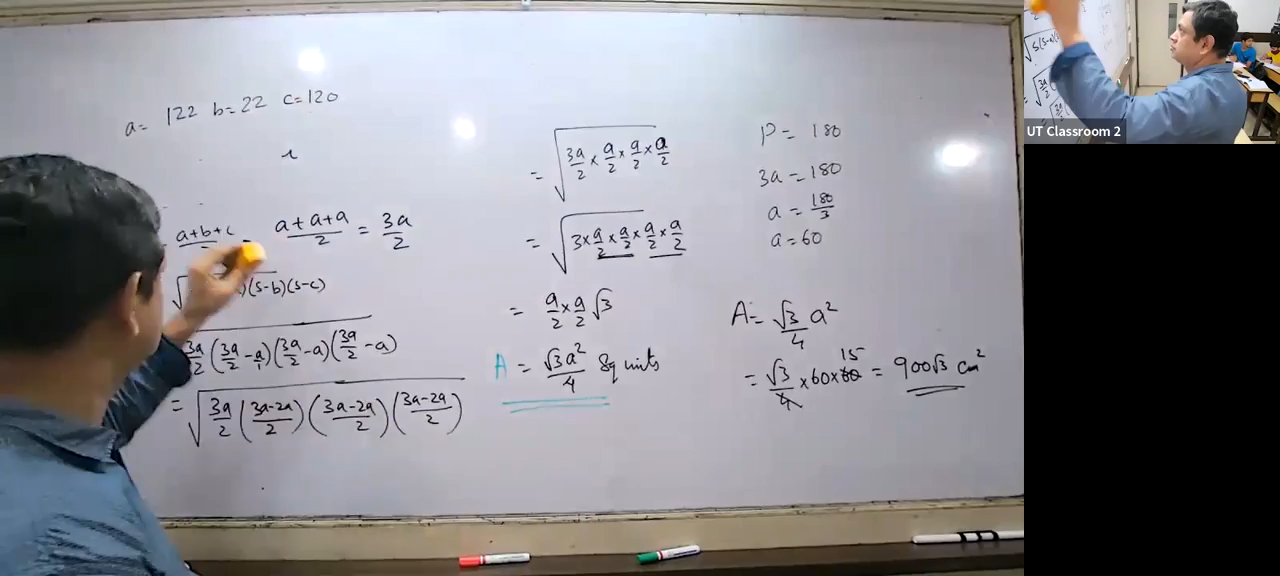 a = 122 b = 22 c = 120
a+b+c/ = a+a+a/2 = 3a/2
√ (s-b)(s-c)
3a/2 (3a/2 - a/1)(3a/2 - a)(3a/2 - a)
= √3a/2 (3a-2a/2) (3a-2a/2) (3a-2a/2)
= √3a/2 × a/2 × a/2 × a/2
= √3 × a/2 × a/2 × a/2 × a/2
= a/2 × a/2 √3
A = √3a²/4 Sq units
P = 180
3a = 180
a = 180/3
a = 60
A = √3/4 a²
15
= √3/4 × 60 × 60 = 900√3 cm²
UT Classroom 2